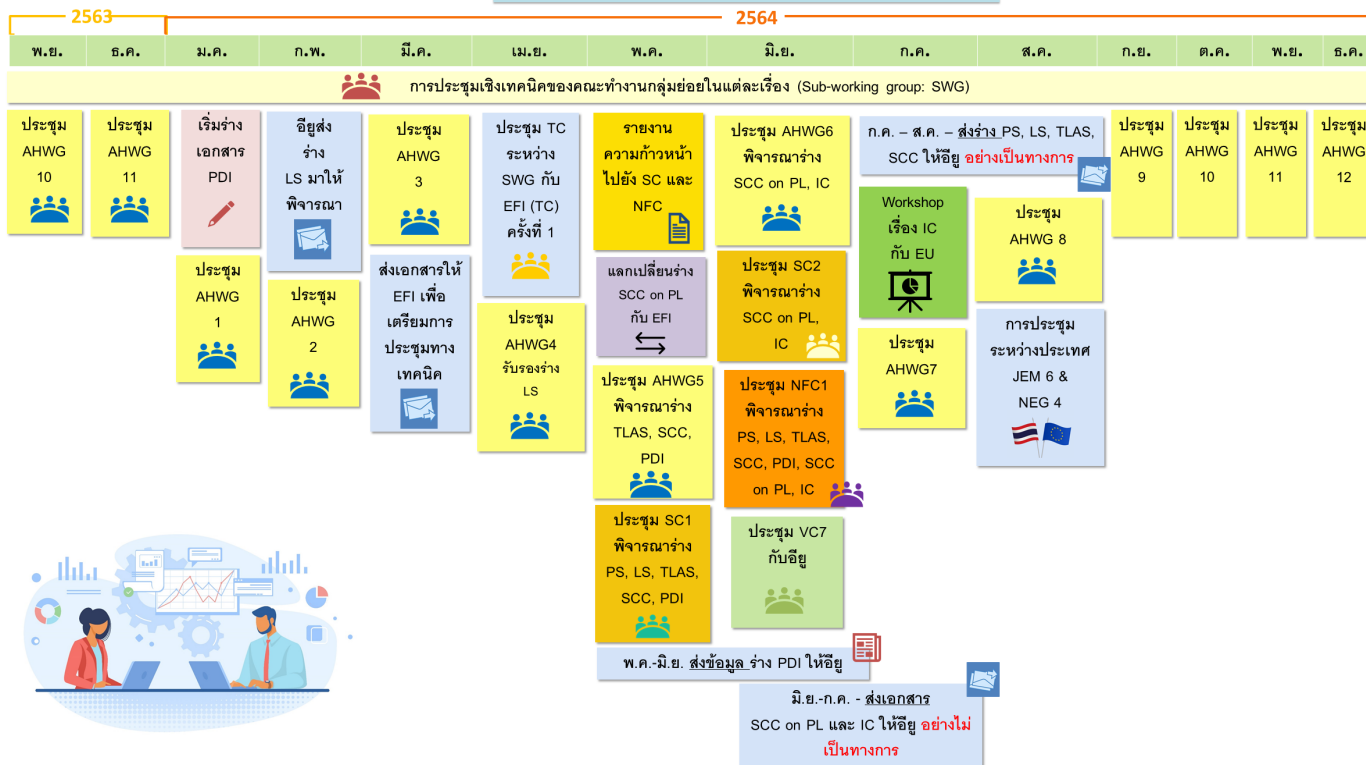 2563
2564
พ.ย.
ธ.ค.
ม.ค.
ก.พ.
มี.ค.
เม.ย.
พ.ค.
มิ.ย.
ก.ค.
ส.ค.
ก.ย.
ต.ค.
พ.ย.
ธ.ค.
การประชุมเชิงเทคนิคของคณะทำงานกลุ่มย่อยในแต่ละเรื่อง (Sub-working group: SWG)
ประชุม
AHWG
10
ประชุม
AHWG
11
เริ่มร่าง
เอกสาร
PDI
ประชุม
AHWG
1
อียูส่ง
ร่าง
LS มาให้
พิจารณา
ประชุม
AHWG
2
ประชุม
AHWG
3
ส่งเอกสารให้
EFI เพื่อ
เตรียมการ
ประชุมทาง
เทคนิค
ประชุม TC
ระหว่าง
SWG กับ
EFI (TC)
ครั้งที่ 1
ประชุม
AHWG4
รับรองร่าง
LS
รายงาน
ความก้าวหน้า
ไปยัง SC และ
NFC
แลกเปลี่ยนร่าง
SCC on PL
กับ EFI
ประชุม AHWG5
พิจารณาร่าง
TLAS, SCC,
PDI
ประชุม SC1
พิจารณาร่าง
PS, LS, TLAS,
SCC, PDI
พ.ค.-มิ.ย. ส่งข้อมูล ร่าง PDI ให้อียู
ประชุม AHWG6
พิจารณาร่าง
SCC on PL, IC
ประชุม SC2
พิจารณาร่าง
SCC on PL,
IC
ประชุม NFC1
พิจารณาร่าง
PS, LS, TLAS,
SCC, PDI, SCC
on PL, IC
ประชุม VC7
กับอียู
มิ.ย.-ก.ค. - ส่งเอกสาร
SCC on PL และ IC ให้อียู อย่างไม่
เป็นทางการ
ก.ค. – ส.ค. – ส่งร่าง PS, LS, TLAS,
SCC ให้อียู อย่างเป็นทางการ
Workshop
เรื่อง IC
กับ EU
ประชุม
AHWG7
ประชุม
AHWG 8
การประชุม
ระหว่างประเทศ
JEM 6 &
NEG 4
ประชุม
AHWG
9
ประชุม
AHWG
10
ประชุม
AHWG
11
ประชุม
AHWG
12